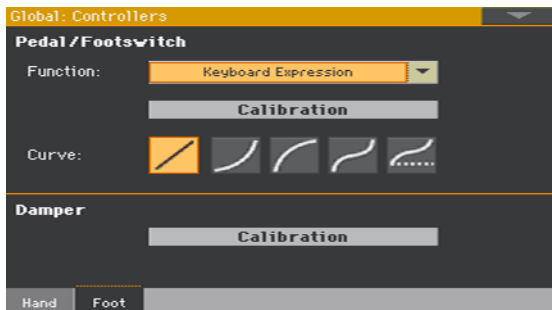 Global: Controllers
Pedal/Footswitch
Function: Keyboard Expression
Calibration
Curve:
Damper
Calibration
Hand Foot